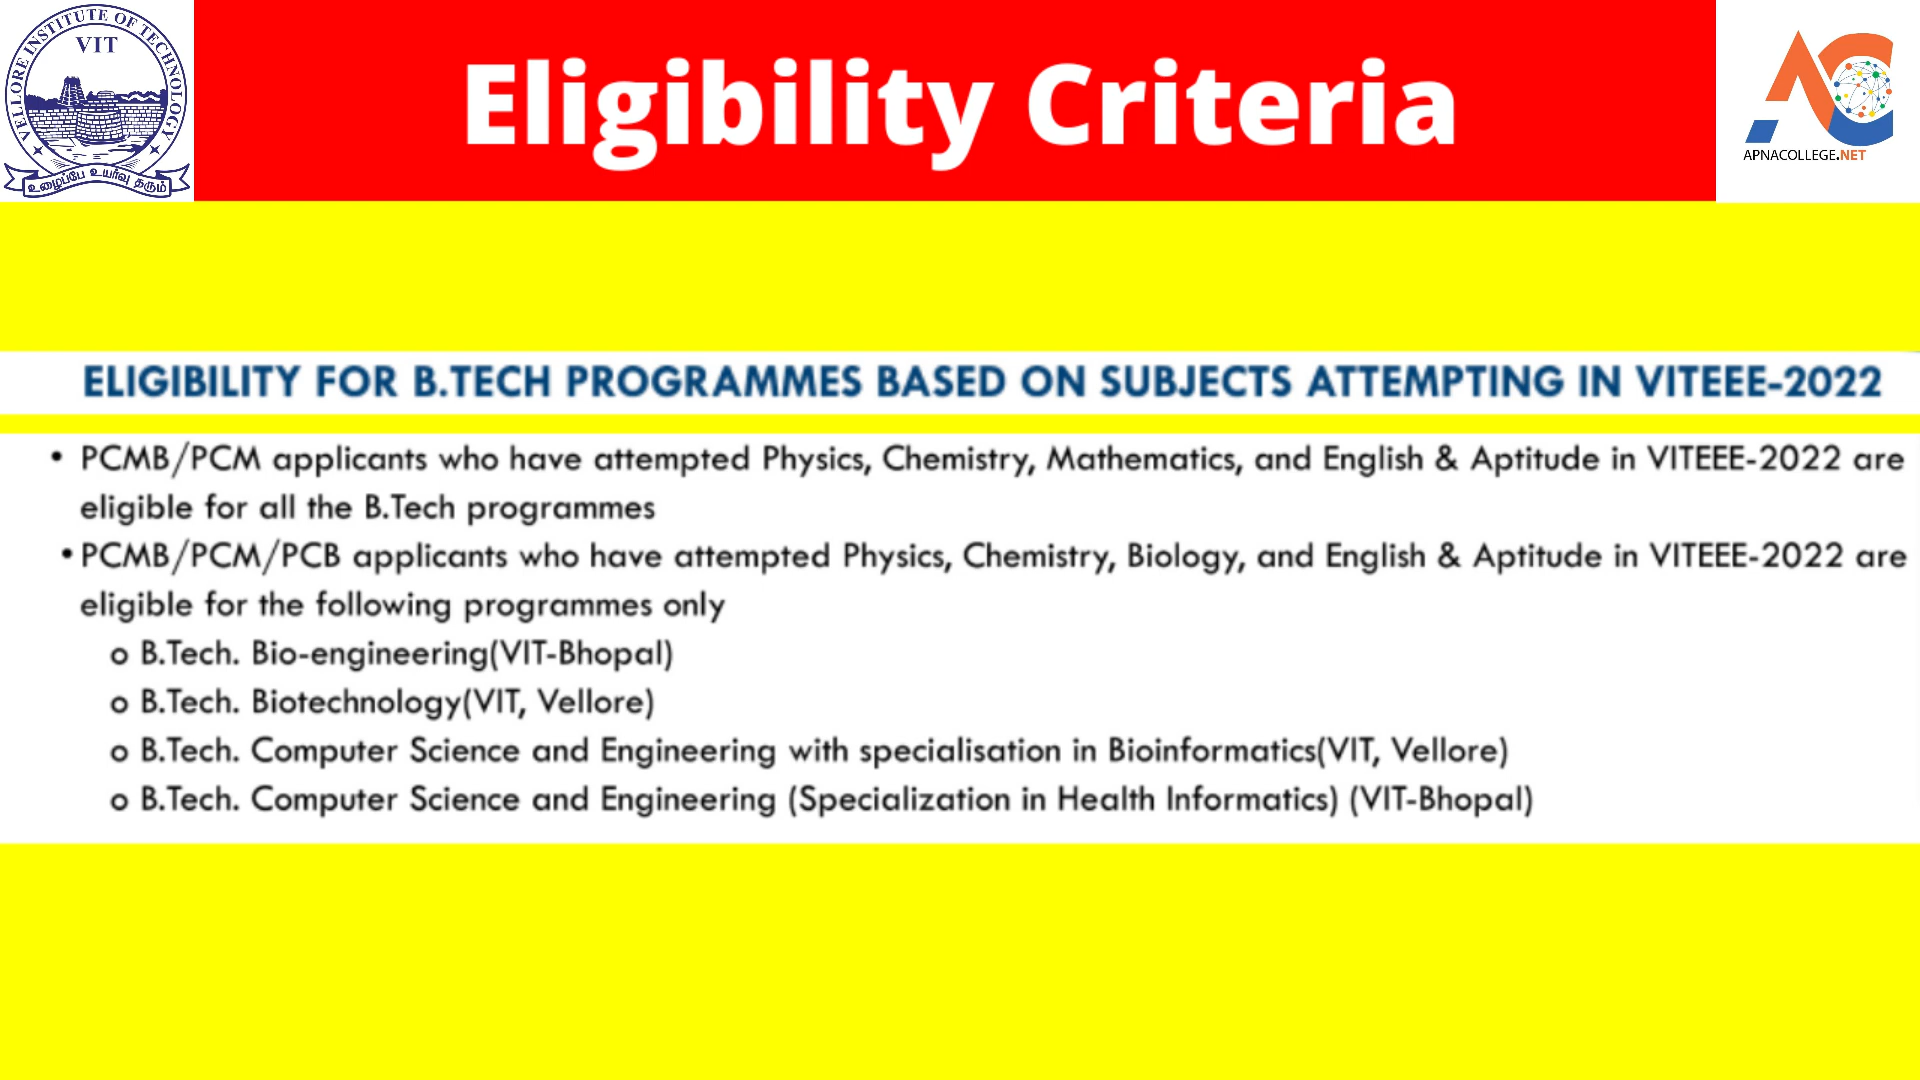 VELLORE INSTITUTE OF TECHNOLOGY
VIT
உழைப்பே உயர்வு தரும்
Eligibility Criteria
APNACOLLEGE.NET
ELIGIBILITY FOR B.TECH PROGRAMMES BASED ON SUBJECTS ATTEMPTING IN VITEEE-2022
• PCMB/PCM applicants who have attempted Physics, Chemistry, Mathematics, and English & Aptitude in VITEEE-2022 are
eligible for all the B.Tech programmes
• PCMB/PCM/PCB applicants who have attempted Physics, Chemistry, Biology, and English & Aptitude in VITEEE-2022 are
eligible for the following programmes only
o B.Tech. Bio-engineering(VIT-Bhopal)
o B.Tech. Biotechnology(VIT, Vellore)
o B.Tech. Computer Science and Engineering with specialisation in Bioinformatics(VIT, Vellore)
o B.Tech. Computer Science and Engineering (Specialization in Health Informatics) (VIT-Bhopal)